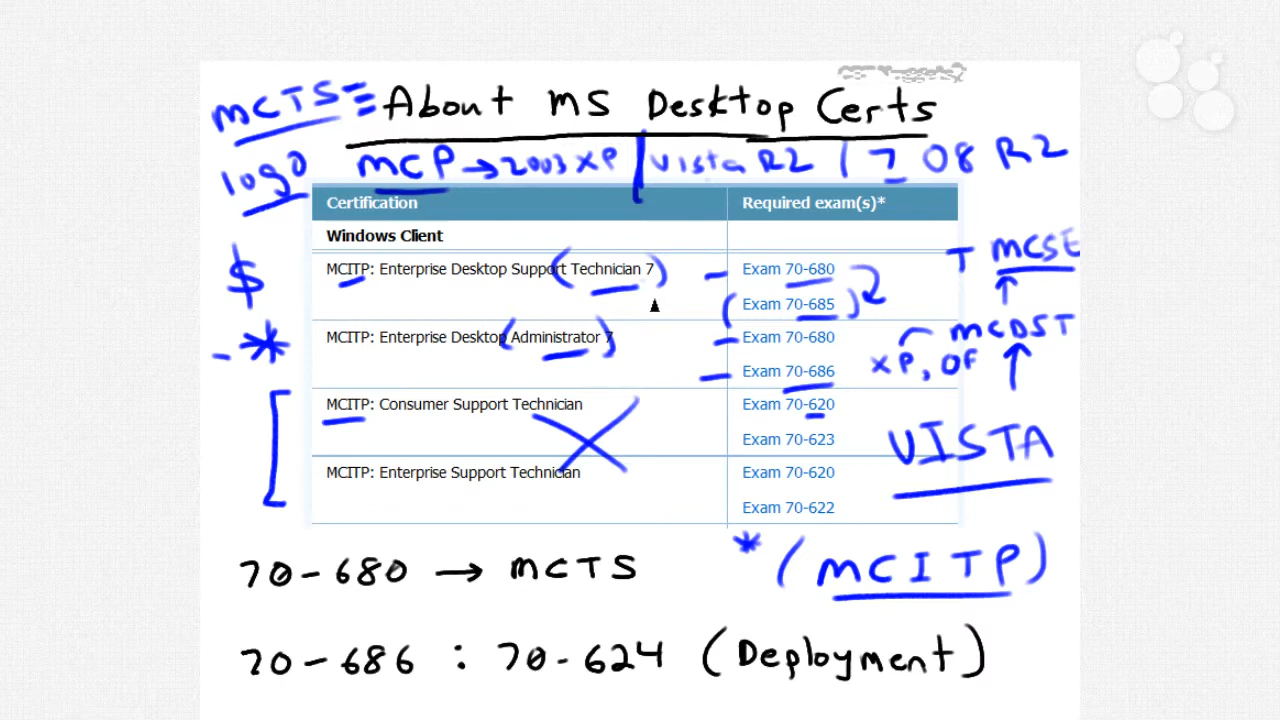 MCTS= About MS Desktop Certs
logo MCP → 2003 XP | Vista R2 | 7 08 R2
Certification Required exam(s)*
Windows Client
MCITP: Enterprise Desktop Support Technician 7 - Exam 70-680
T MCSE
$
(Exam 70-685)
-* MCITP: Enterprise Desktop (Administrator 7) - Exam 70-680
MCDST
- Exam 70-686
XP, OF
MCITP: Consumer Support Technician Exam 70-620
Exam 70-623
VISTA
MCITP: Enterprise Support Technician Exam 70-620
Exam 70-622
70-680 → MCTS
* (MCITP)
70-686 : 70-624 (Deployment)